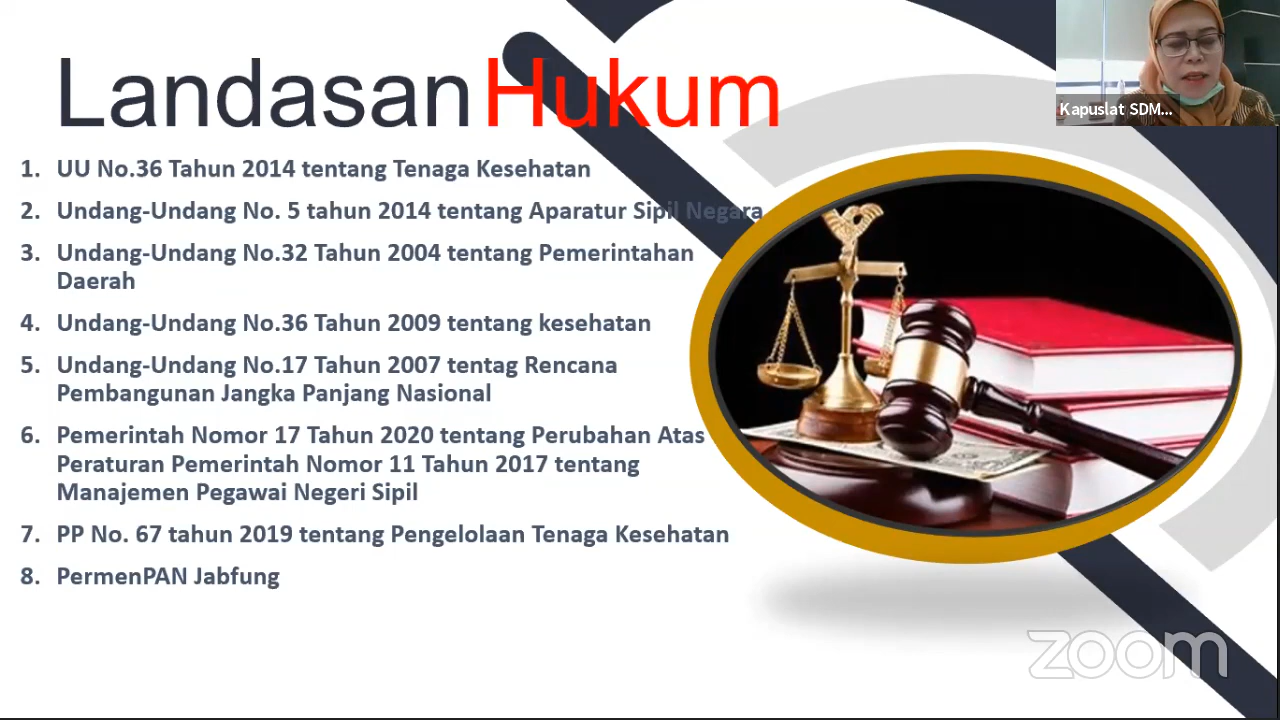 Landasan Hukum
Kapuslat SDM...
1. UU No.36 Tahun 2014 tentang Tenaga Kesehatan
2. Undang-Undang No. 5 tahun 2014 tentang Aparatur Sipil Negara
3. Undang-Undang No.32 Tahun 2004 tentang Pemerintahan
Daerah
4. Undang-Undang No.36 Tahun 2009 tentang kesehatan
5. Undang-Undang No.17 Tahun 2007 tentag Rencana
Pembangunan Jangka Panjang Nasional
6. Pemerintah Nomor 17 Tahun 2020 tentang Perubahan Atas
Peraturan Pemerintah Nomor 11 Tahun 2017 tentang
Manajemen Pegawai Negeri Sipil
7. PP No. 67 tahun 2019 tentang Pengelolaan Tenaga Kesehatan
8. PermenPAN Jabfung
zoom